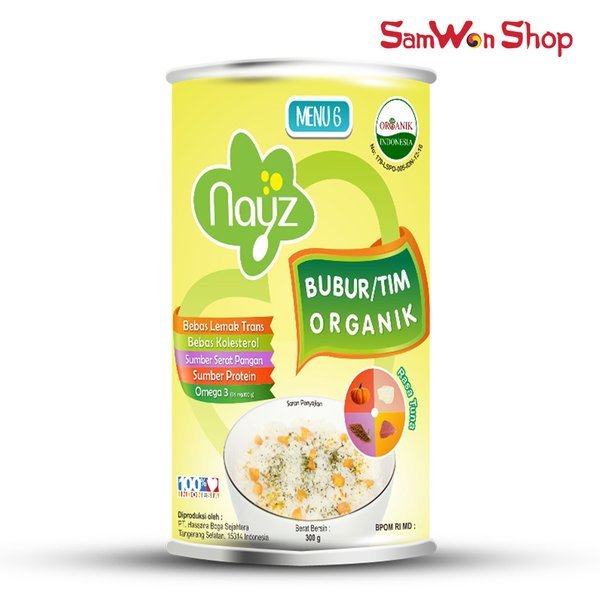 SamWon Shop
MENU 6
ORGANIK
INDONESIA
Nayz
BUBUR/TIM
ORGANIK
Bebas Lemak Trans
Bebas Kolesterol
Sumber Serat Pangan
Sumber Protein
Omega 3
Rasa Tuna
Saran Penyajian
100%
INDONESIA
Diproduksi oleh :
PT. Hassana Boga Sejahtera
Tangerang Selatan, 15314 Indonesia
Berat Bersih :
300 g
BPOM RI MD :